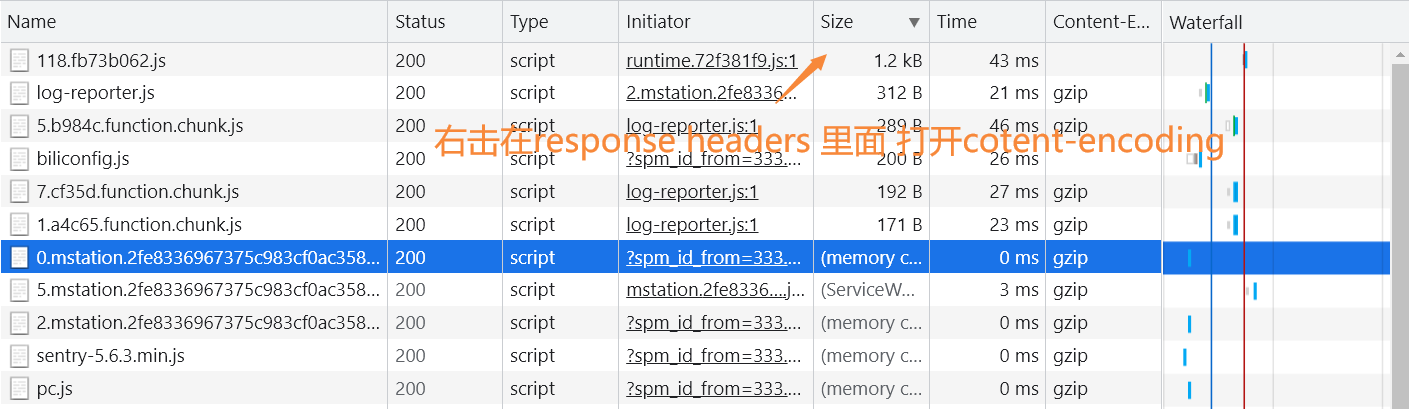 Name Status Type Initiator Size ▼ Time Content-E... Waterfall
118.fb73b062.js 200 script runtime.72f381f9.js:1 1.2 kB 43 ms
log-reporter.js 200 script 2.mstation.2fe8336... 312 B 21 ms gzip
5.b984c.function.chunk.js 200 script log-reporter.js:1 289 B 46 ms gzip
右击在response headers 里面 打开cotent-encoding
biliconfig.js 200 script ?spm_id_from=333.... 200 B 26 ms gzip
7.cf35d.function.chunk.js 200 script log-reporter.js:1 192 B 27 ms gzip
1.a4c65.function.chunk.js 200 script log-reporter.js:1 171 B 23 ms gzip
0.mstation.2fe8336967375c983cf0ac358... 200 script ?spm_id_from=333.... (memory c... 0 ms gzip
5.mstation.2fe8336967375c983cf0ac358... 200 script mstation.2fe8336....j... (ServiceW... 3 ms gzip
2.mstation.2fe8336967375c983cf0ac358... 200 script ?spm_id_from=333.... (memory c... 0 ms gzip
sentry-5.6.3.min.js 200 script ?spm_id_from=333.... (memory c... 0 ms gzip
pc.js 200 script ?spm_id_from=333.... (memory c... 0 ms gzip